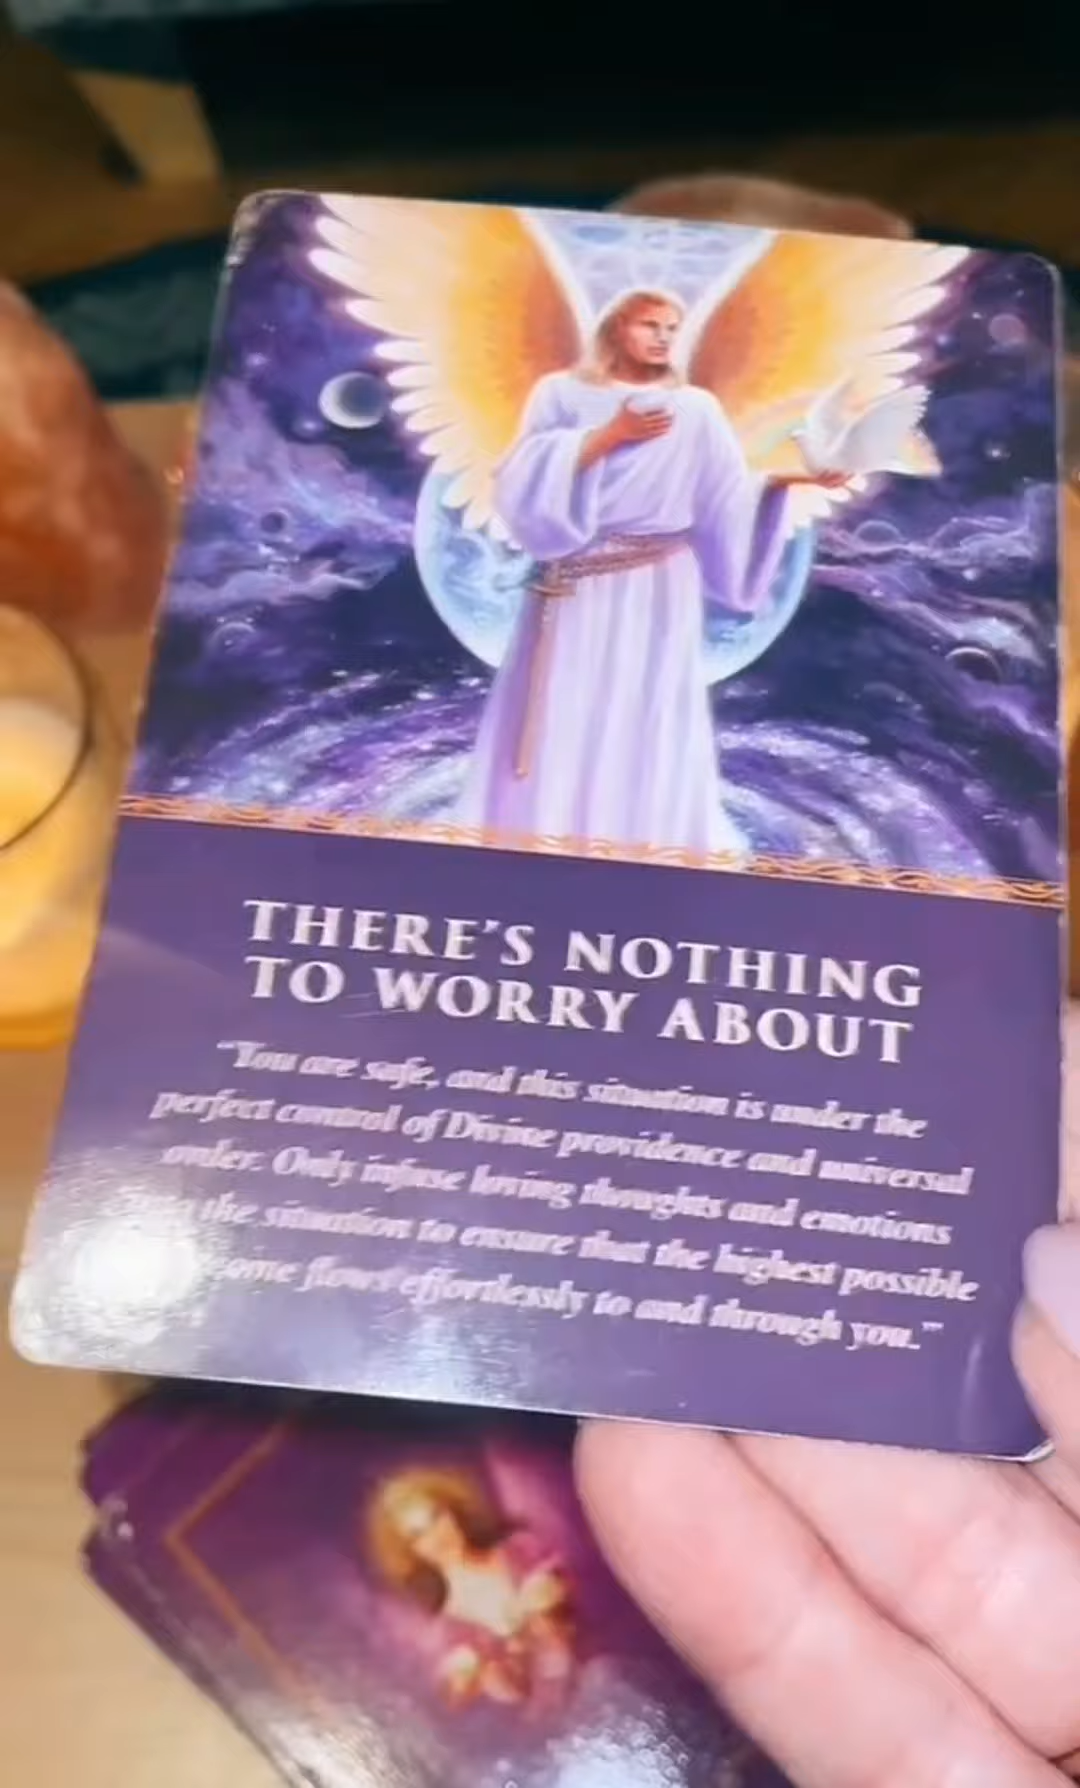 THERE'S NOTHING
TO WORRY ABOUT
"You are safe, and this situation is under the
perfect control of Divine providence and universal
order. Only infuse loving thoughts and emotions
the situation to ensure that the highest possible
flows effortlessly to and through you."